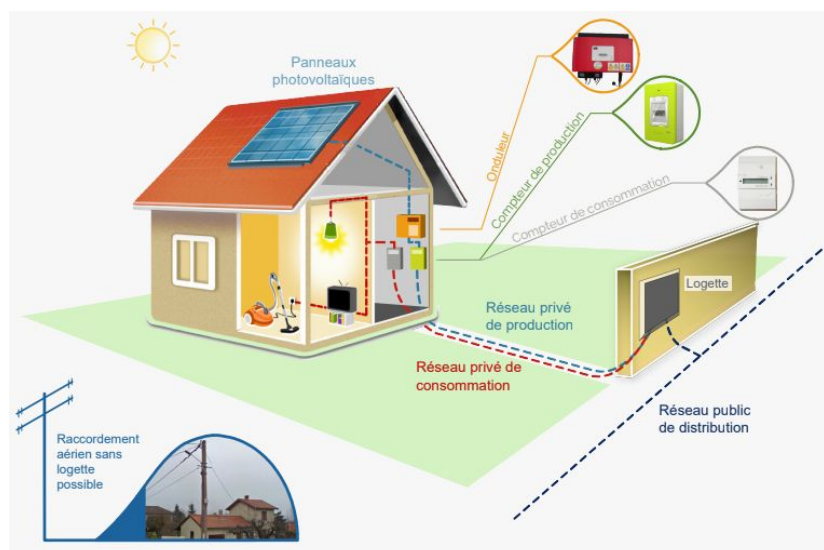 Panneaux
photovoltaïques
Onduleur
Compteur de production
Compteur de consommation
Logette
Réseau privé
de production
Réseau privé de
consommation
Réseau public
de distribution
Raccordement
aérien sans
logette
possible